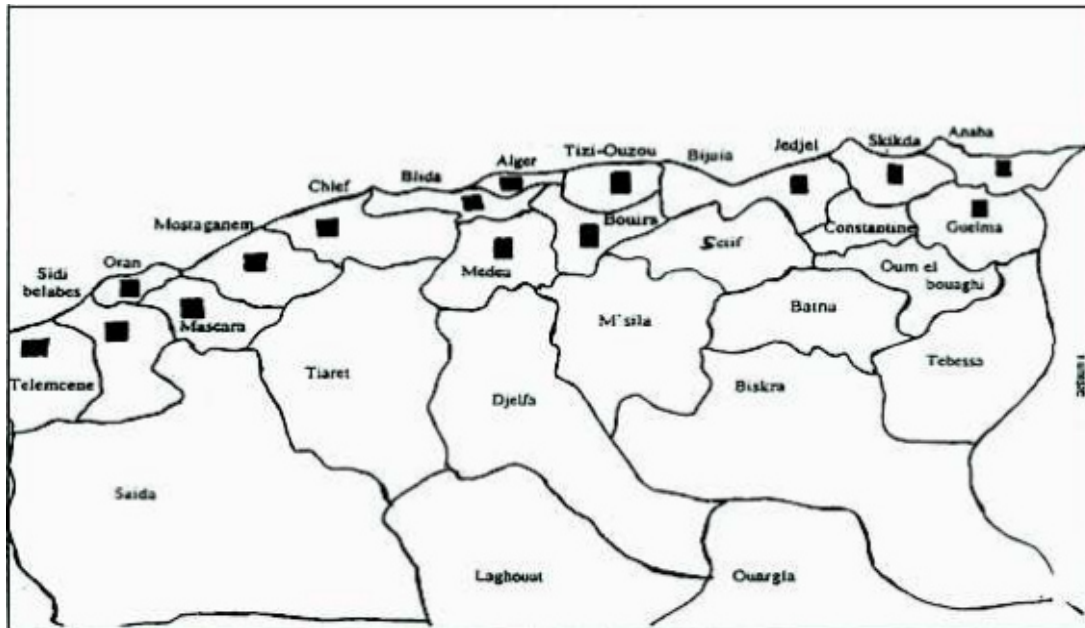 Anaba
Skikda
Jedjel
Tizi-Ouzou
Bijaia
Alger
Blida
Chlef
Bouira
Mostaganem
Constantine
Guelma
Setif
Oran
Medea
Oum el
bouaghi
Sidi
belabes
Mascara
M'sila
Batna
Telemcene
Tiaret
Tebessa
Djelfa
Biskra
Saida
Laghouat
Ouargla